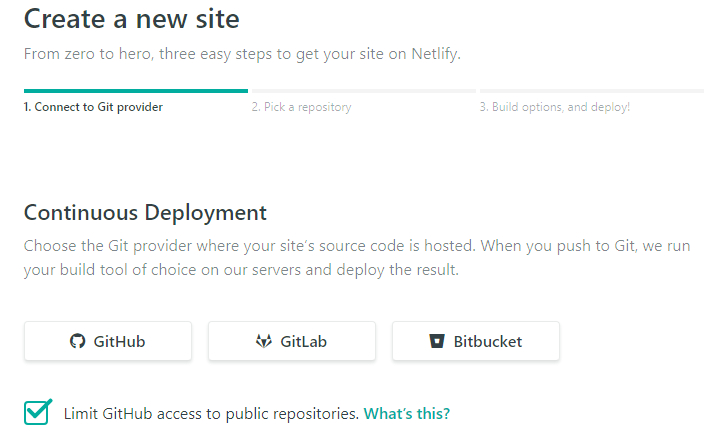 Create a new site
From zero to hero, three easy steps to get your site on Netlify.
1. Connect to Git provider
2. Pick a repository
3. Build options, and deploy!
Continuous Deployment
Choose the Git provider where your site's source code is hosted. When you push to Git, we run
your build tool of choice on our servers and deploy the result.
GitHub
GitLab
Bitbucket
Limit GitHub access to public repositories. What's this?